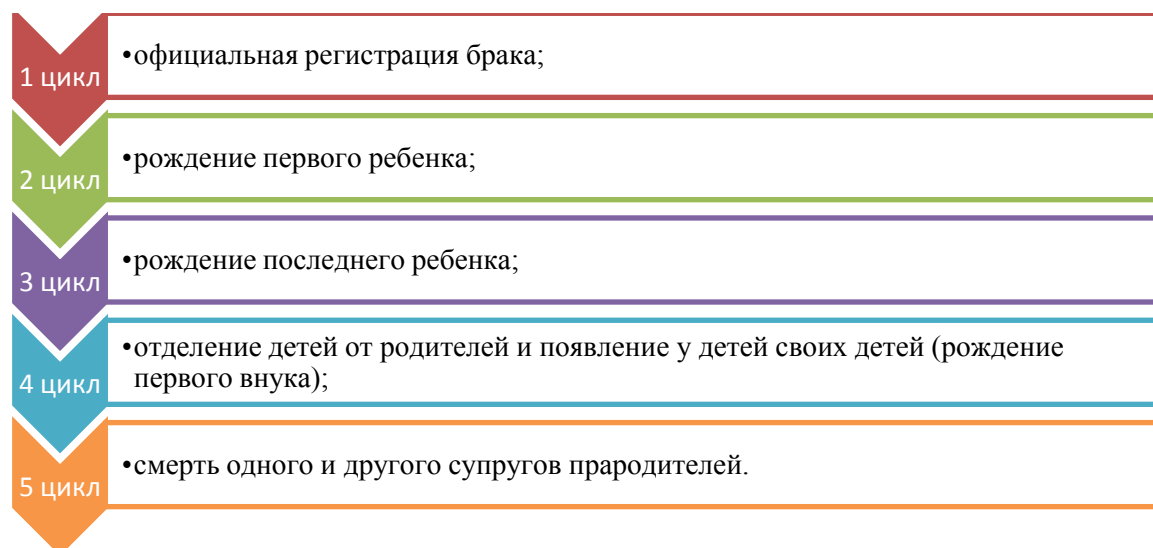 1 цикл
•официальная регистрация брака;
2 цикл
•рождение первого ребенка;
3 цикл
•рождение последнего ребенка;
4 цикл
•отделение детей от родителей и появление у детей своих детей (рождение
первого внука);
5 цикл
•смерть одного и другого супругов прародителей.